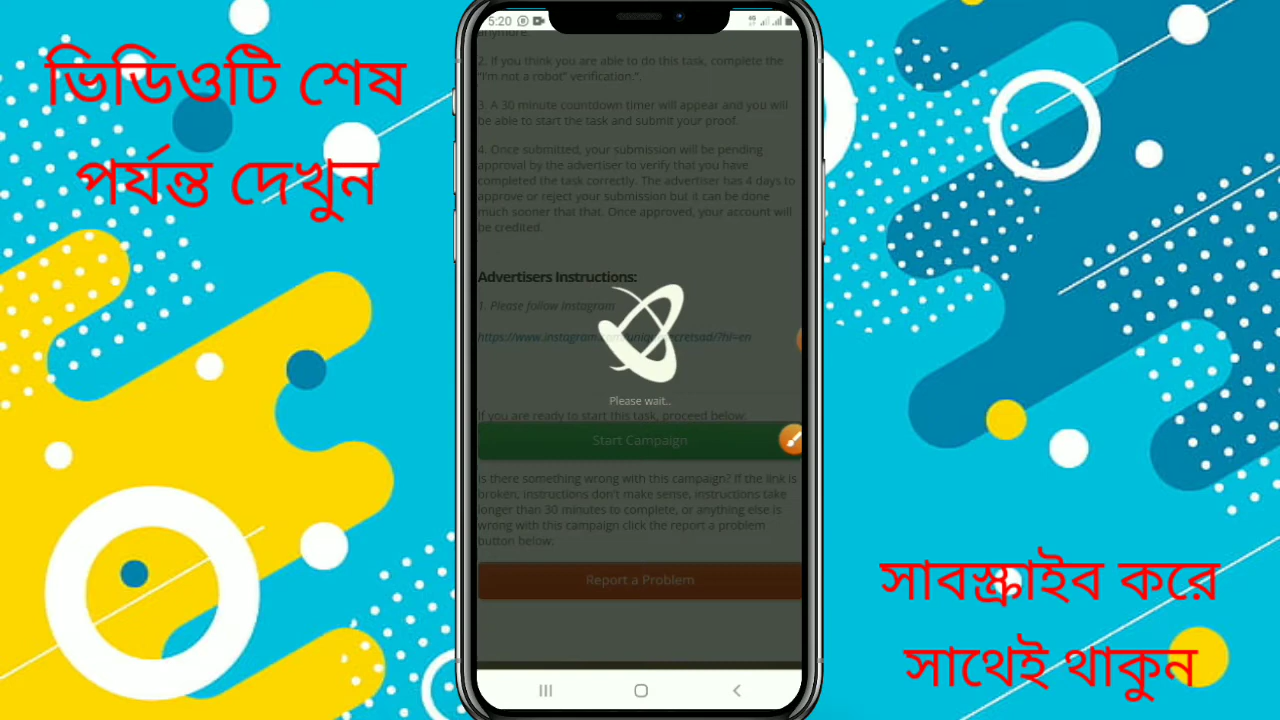 ভিডিওটি শেষ
পর্যন্ত দেখুন
5:20
anymore.
2. If you think you are able to do this task, complete the
"I'm not a robot" verification.".
3. A 30 minute countdown timer will appear and you will
be able to start the task and submit your proof.
4. Once submitted, your submission will be pending
approval by the advertiser to verify that you have
completed the task correctly. The advertiser has 4 days to
approve or reject your submission but it can be done
much sooner that that. Once approved, your account will
be credited.
Advertisers Instructions:
1. Please follow Instagram
Please wait..
If you are ready to start this task, proceed below:
Start Campaign
Is there something wrong with this campaign? If the link is
broken, instructions don't make sense, instructions take
longer than 30 minutes to complete, or anything else is
wrong with this campaign click the report a problem
button below.
Report a Problem
সাবস্ক্রাইব করে
সাথেই থাকুন